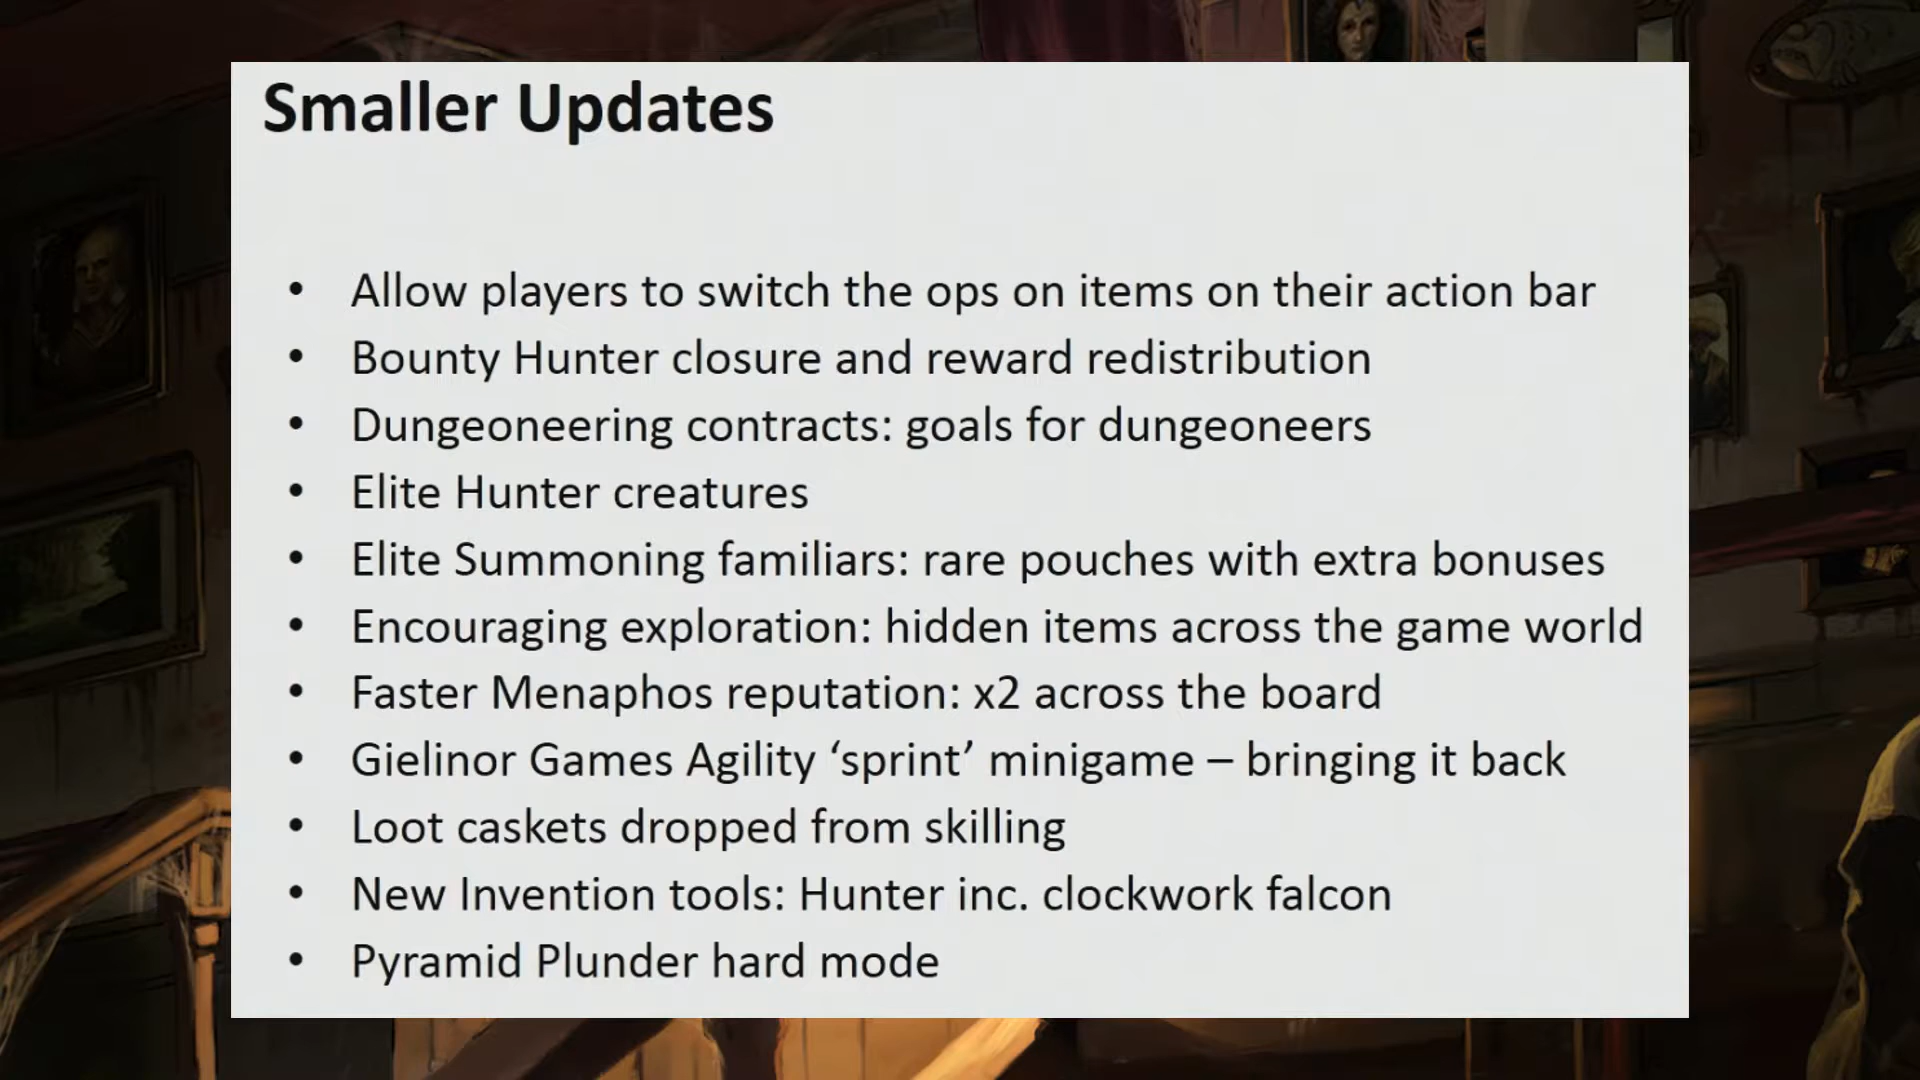 Smaller Updates
• Allow players to switch the ops on items on their action bar
• Bounty Hunter closure and reward redistribution
• Dungeoneering contracts: goals for dungeoneers
• Elite Hunter creatures
• Elite Summoning familiars: rare pouches with extra bonuses
• Encouraging exploration: hidden items across the game world
• Faster Menaphos reputation: x2 across the board
• Gielinor Games Agility ‘sprint’ minigame – bringing it back
• Loot caskets dropped from skilling
• New Invention tools: Hunter inc. clockwork falcon
• Pyramid Plunder hard mode